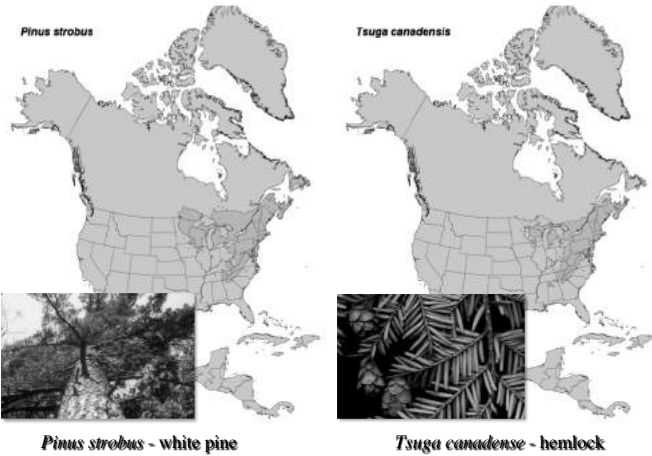 Pinus strobus
Tsuga canadensis
Pinus strobus - white pine
Tsuga canadense - hemlock